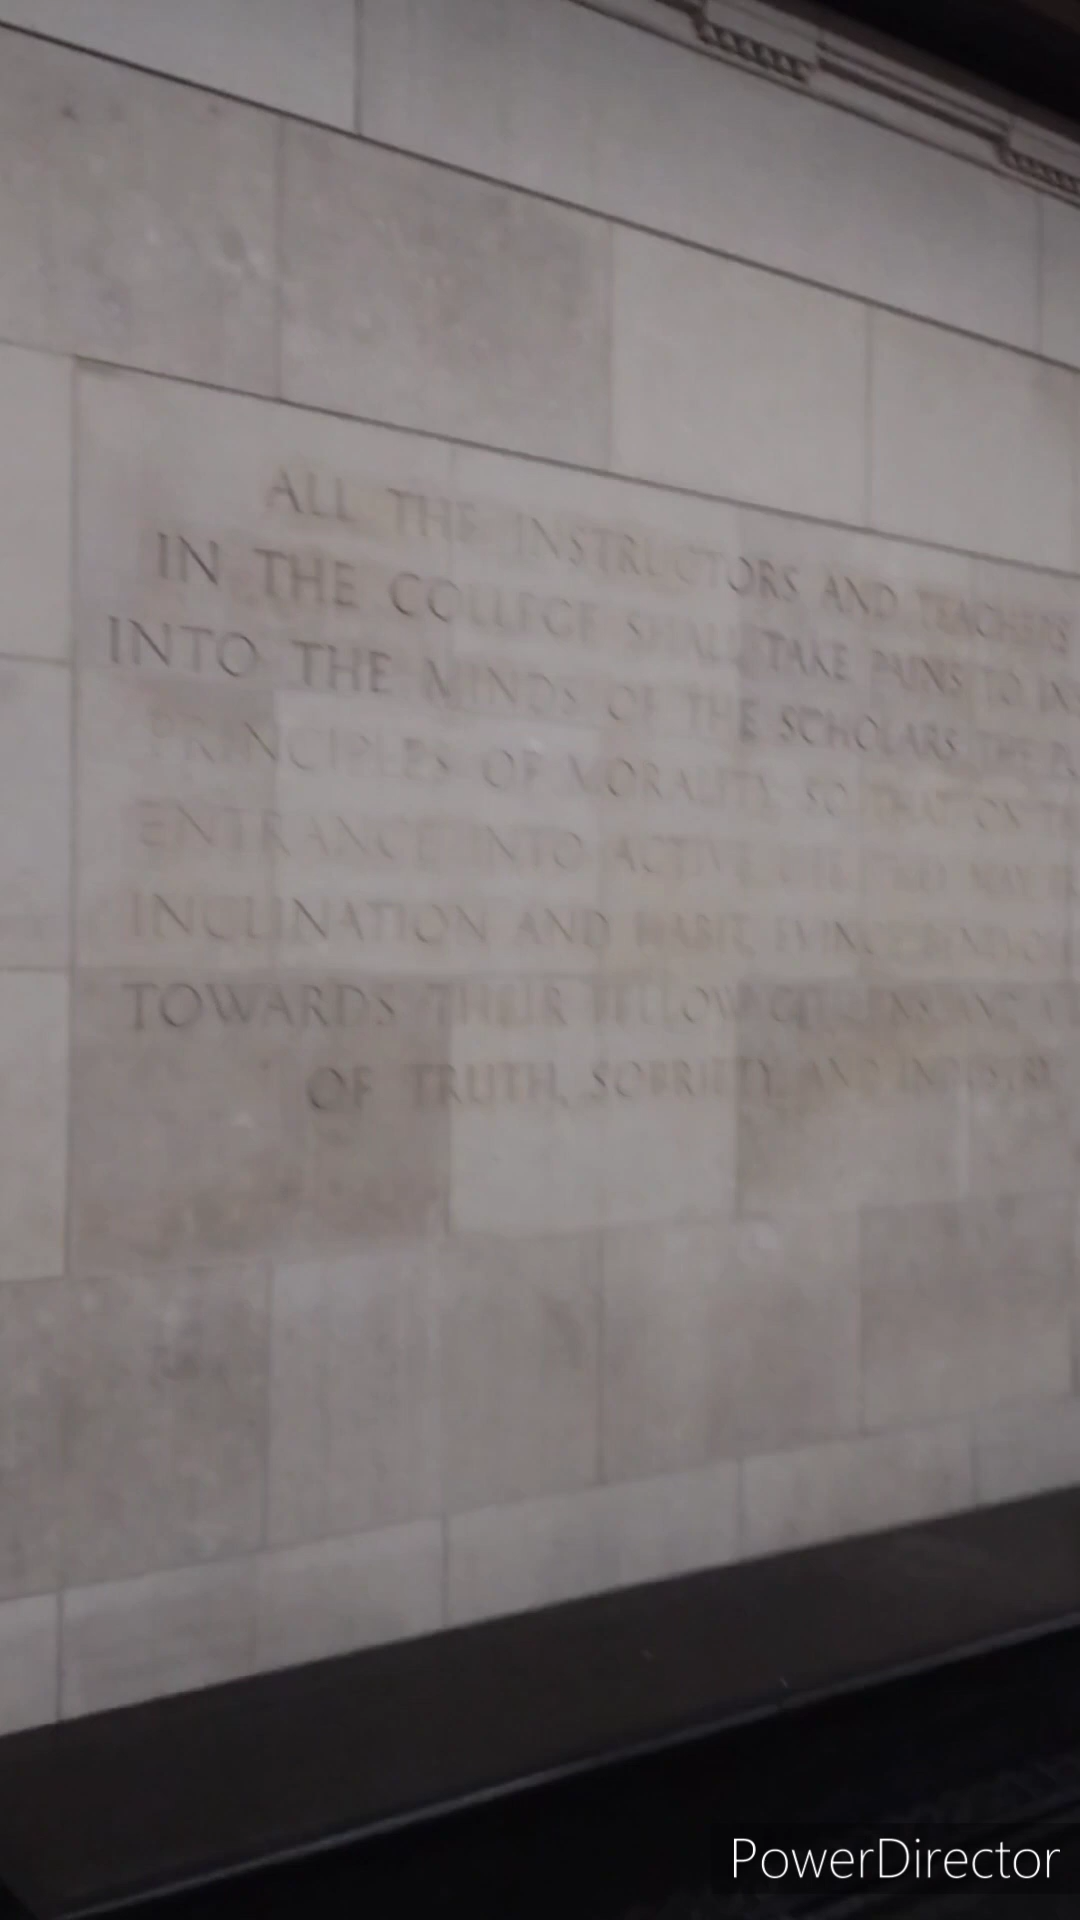 ALL THE INSTRUCTORS AND TEACHERS
IN THE COLLEGE SHALL TAKE PAINS TO
INTO THE MINDS OF THE SCHOLARS THE
PRINCIPLES OF MORALITY, SO THAT ON
ENTRANCE INTO ACTIVE LIFE THEY MAY
INCLINATION AND HABIT, EVINCE
TOWARDS THEIR FELLOW CREATURES AND
OF TRUTH, SOBRIETY AND INDUSTRY
PowerDirector